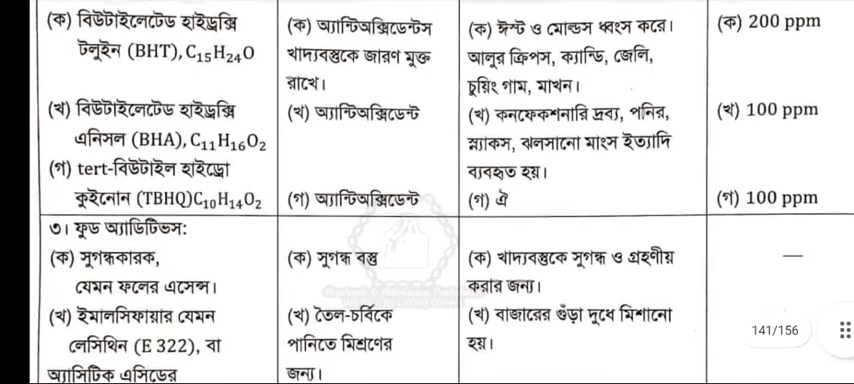 (ক) বিউটাইলেটেড হাইড্রক্সি
টলুইন (BHT), C₁₅H₂₄O
(ক) অ্যান্টিঅক্সিডেন্টস
খাদ্যবস্তুকে জারণ মুক্ত
রাখে।
(ক) ঈস্ট ও মোল্ডস ধ্বংস করে।
আলুর ক্রিপস, ক্যান্ডি, জেলি,
চুয়িং গাম, মাখন।
(ক) 200 ppm
(খ) বিউটাইলেটেড হাইড্রক্সি
এনিসল (BHA), C₁₁H₁₆O₂
(খ) অ্যান্টিঅক্সিডেন্ট
(খ) কনফেকশনারি দ্রব্য, পনির,
স্ন্যাকস, ঝলসানো মাংস ইত্যাদি
ব্যবহৃত হয়।
(খ) 100 ppm
(গ) tert-বিউটাইল হাইড্রো
কুইনোন (TBHQ)C₁₀H₁₄O₂
(গ) অ্যান্টিঅক্সিডেন্ট
(গ) ঐ
(গ) 100 ppm
৩। ফুড অ্যাডিটিভস:
(ক) সুগন্ধকারক,
যেমন ফলের এসেন্স।
(ক) সুগন্ধ বস্তু
(ক) খাদ্যবস্তুকে সুগন্ধ ও গ্রহণীয়
করার জন্য।
—
(খ) ইমালসিফায়ার যেমন
লেসিথিন (E 322), বা
অ্যাসিটিক এসিডের
(খ) তৈল-চর্বিকে
পানিতে মিশ্রণের
জন্য।
(খ) বাজারের গুঁড়া দুধে মিশানো
হয়।
141/156